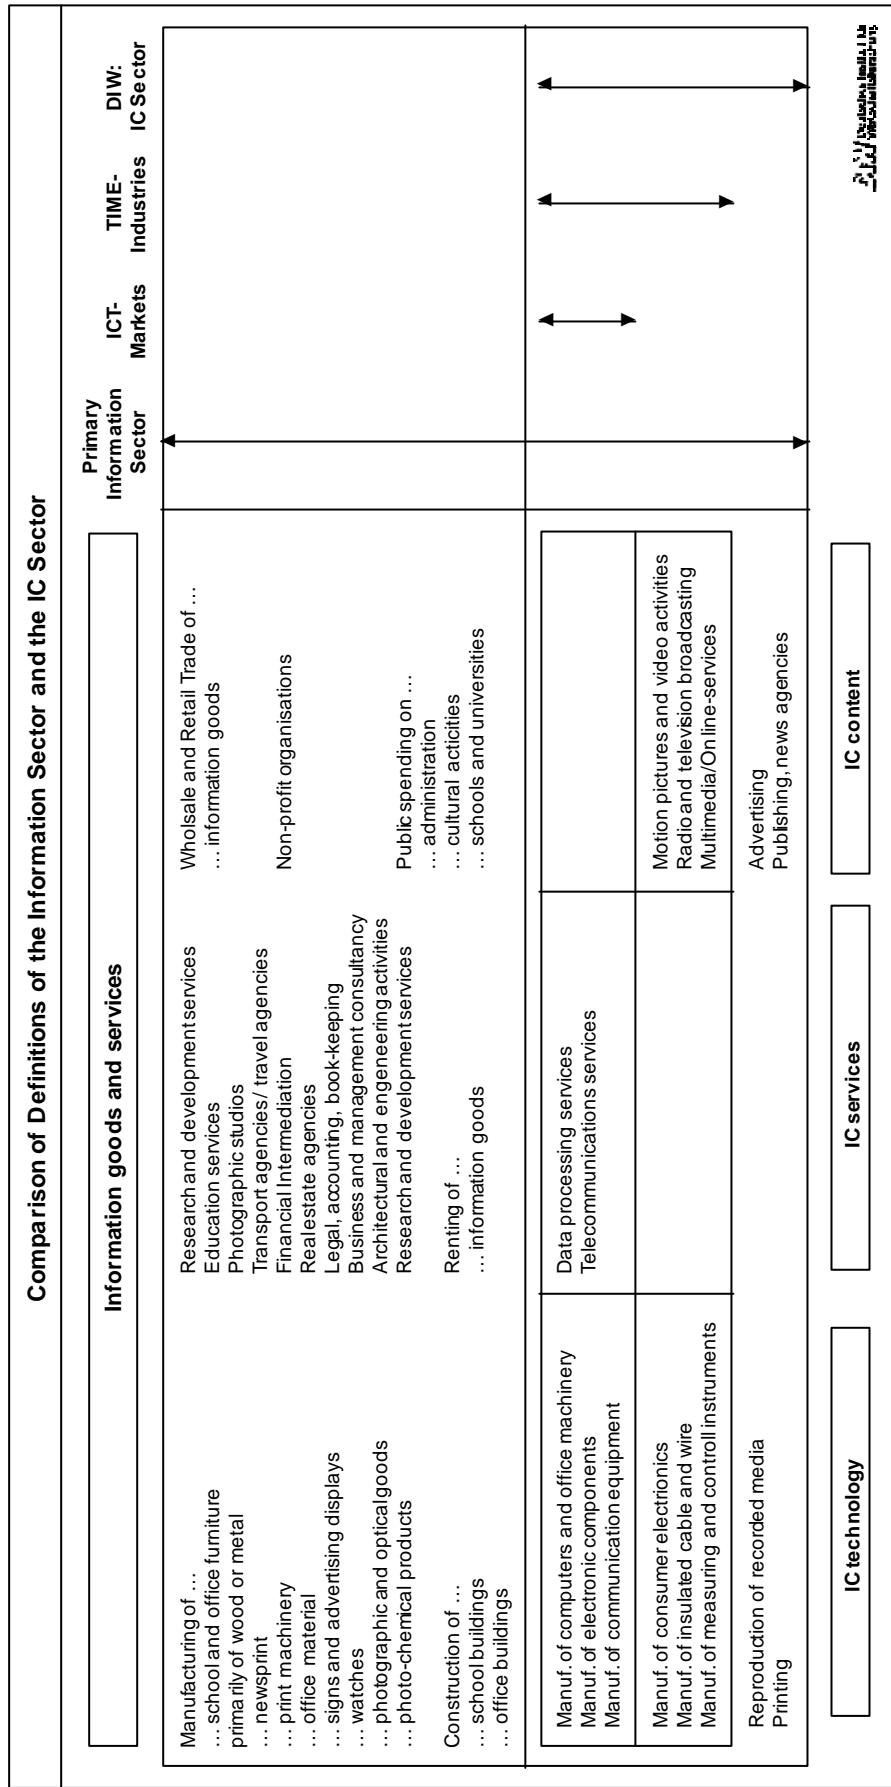 Comparison of Definitions of the Information Sector and the IC Sector
Information goods and services
Primary
Information
Sector
ICT-
Markets
TIME-
Industries
DIW:
IC Sector
Manufacturing of …
… school and office furniture
primarily of wood or metal
… newsprint
… print machinery
… office material
… signs and advertising displays
… watches
… photographic and optical goods
… photo-chemical products
Construction of …
… school buildings
… office buildings
Research and development services
Education services
Photographic studios
Transport agencies/ travel agencies
Financial Intermediation
Real estate agencies
Legal, accounting, book-keeping
Business and management consultancy
Architectural and engeneering activities
Research and development services
Renting of …
… information goods
Wholsale and Retail Trade of …
… information goods
Non-profit organisations
Public spending on …
… administration
… cultural acticities
… schools and universities
Manuf. of computers and office machinery
Manuf. of electronic components
Manuf. of communication equipment
Data processing services
Telecommunications services
Manuf. of consumer electrionics
Manuf. of insulated cable and wire
Manuf. of measuring and controll instruments
Motion pictures and video activities
Radio and television broadcasting
Multimedia/Online-services
Reproduction of recorded media
Printing
Advertising
Publishing, news agencies
IC technology
IC services
IC content